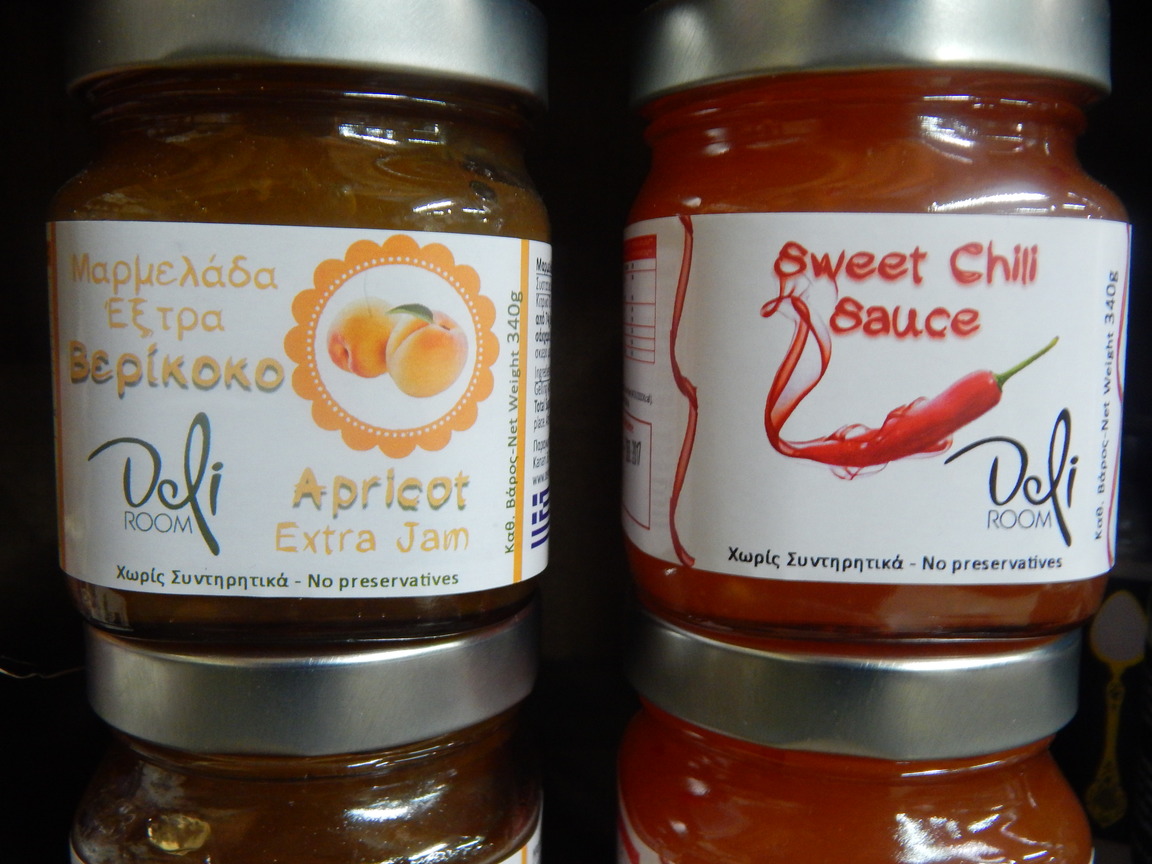 Μαρμελάδα
Έξτρα
Βερίκοκο
Deli
ROOM
Apricot
Extra Jam
Χωρίς Συντηρητικά - No preservatives
Καθ. Βάρος-Net Weight 340g
Sweet Chili
Sauce
Deli
ROOM
Χωρίς Συντηρητικά - No preservatives
Καθ. Βάρος-Net Weight 340g